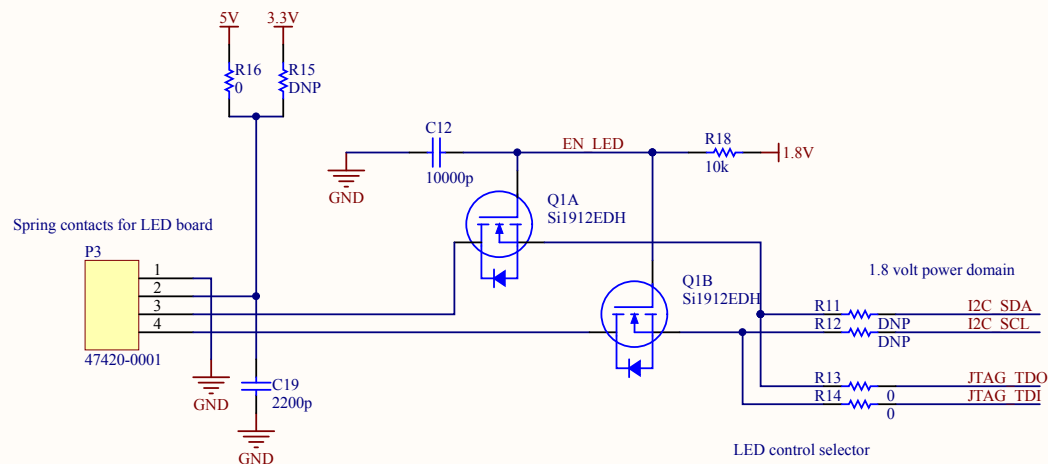 5V
3.3V
R16
0
R15
DNP
C12
10000p
GND
EN_LED
R18
10k
1.8V
Q1A
Si1912EDH
Spring contacts for LED board
P3
1
2
3
4
47420-0001
GND
C19
2200p
GND
Q1B
Si1912EDH
1.8 volt power domain
R11
DNP
I2C_SDA
R12
DNP
I2C_SCL
R13
0
JTAG_TDO
R14
0
JTAG_TDI
LED control selector